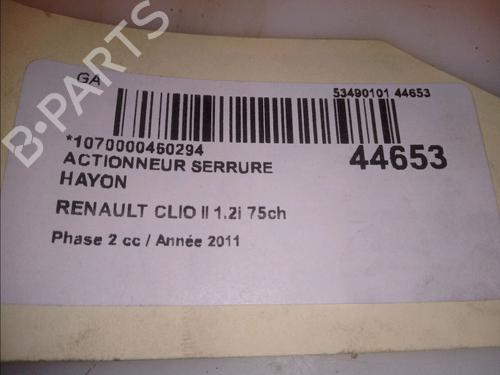 GA
53490101 44653
*1070000460294
44653
ACTIONNEUR SERRURE
HAYON
RENAULT CLIO II 1.2i 75ch
Phase 2 cc / Année 2011
B-PARTS